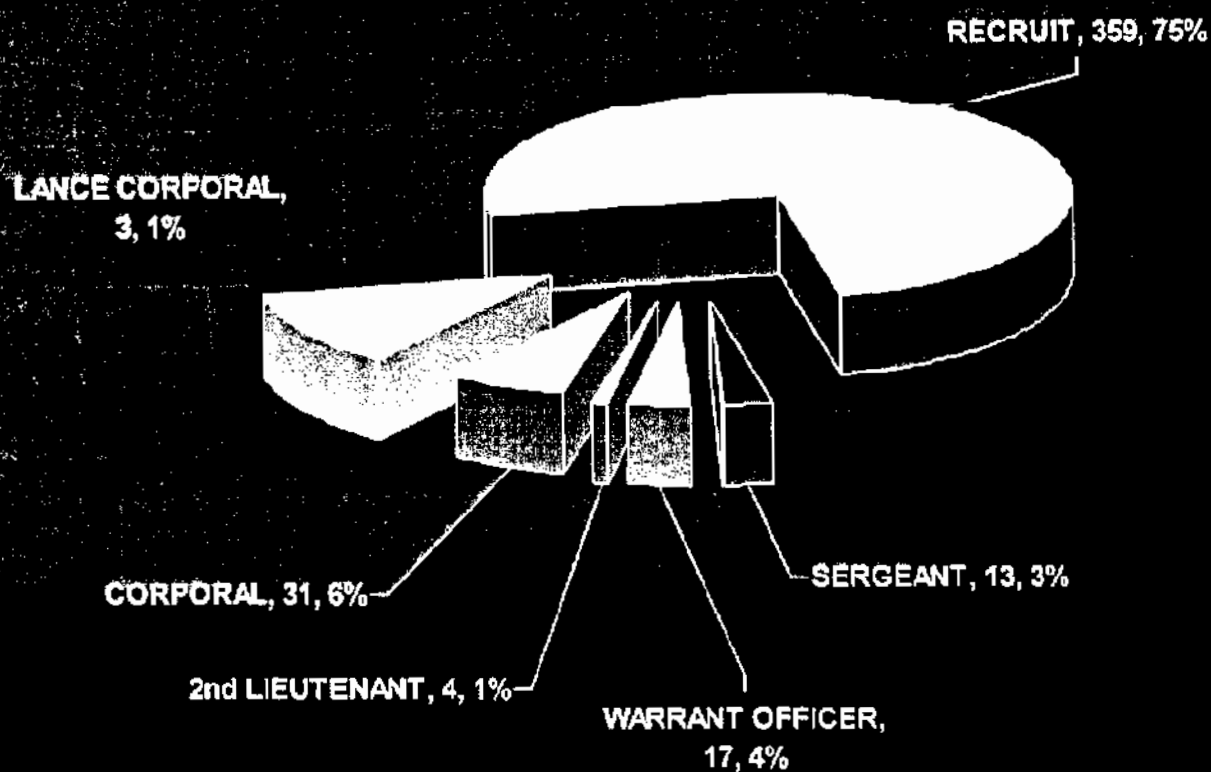 RECRUIT, 359, 75%
LANCE CORPORAL,
3, 1%
CORPORAL, 31, 6%
SERGEANT, 13, 3%
2nd LIEUTENANT, 4, 1%
WARRANT OFFICER,
17, 4%